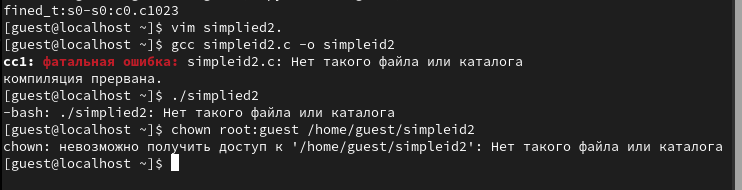 fined_t:s0-s0:c0.c1023
[guest@localhost ~]$ vim simplied2.
[guest@localhost ~]$ gcc simpleid2.c -o simpleid2
cc1: фатальная ошибка: simpleid2.c: Нет такого файла или каталога
компиляция прервана.
[guest@localhost ~]$ ./simplied2
-bash: ./simplied2: Нет такого файла или каталога
[guest@localhost ~]$ chown root:guest /home/guest/simpleid2
chown: невозможно получить доступ к '/home/guest/simpleid2': Нет такого файла или каталога
[guest@localhost ~]$